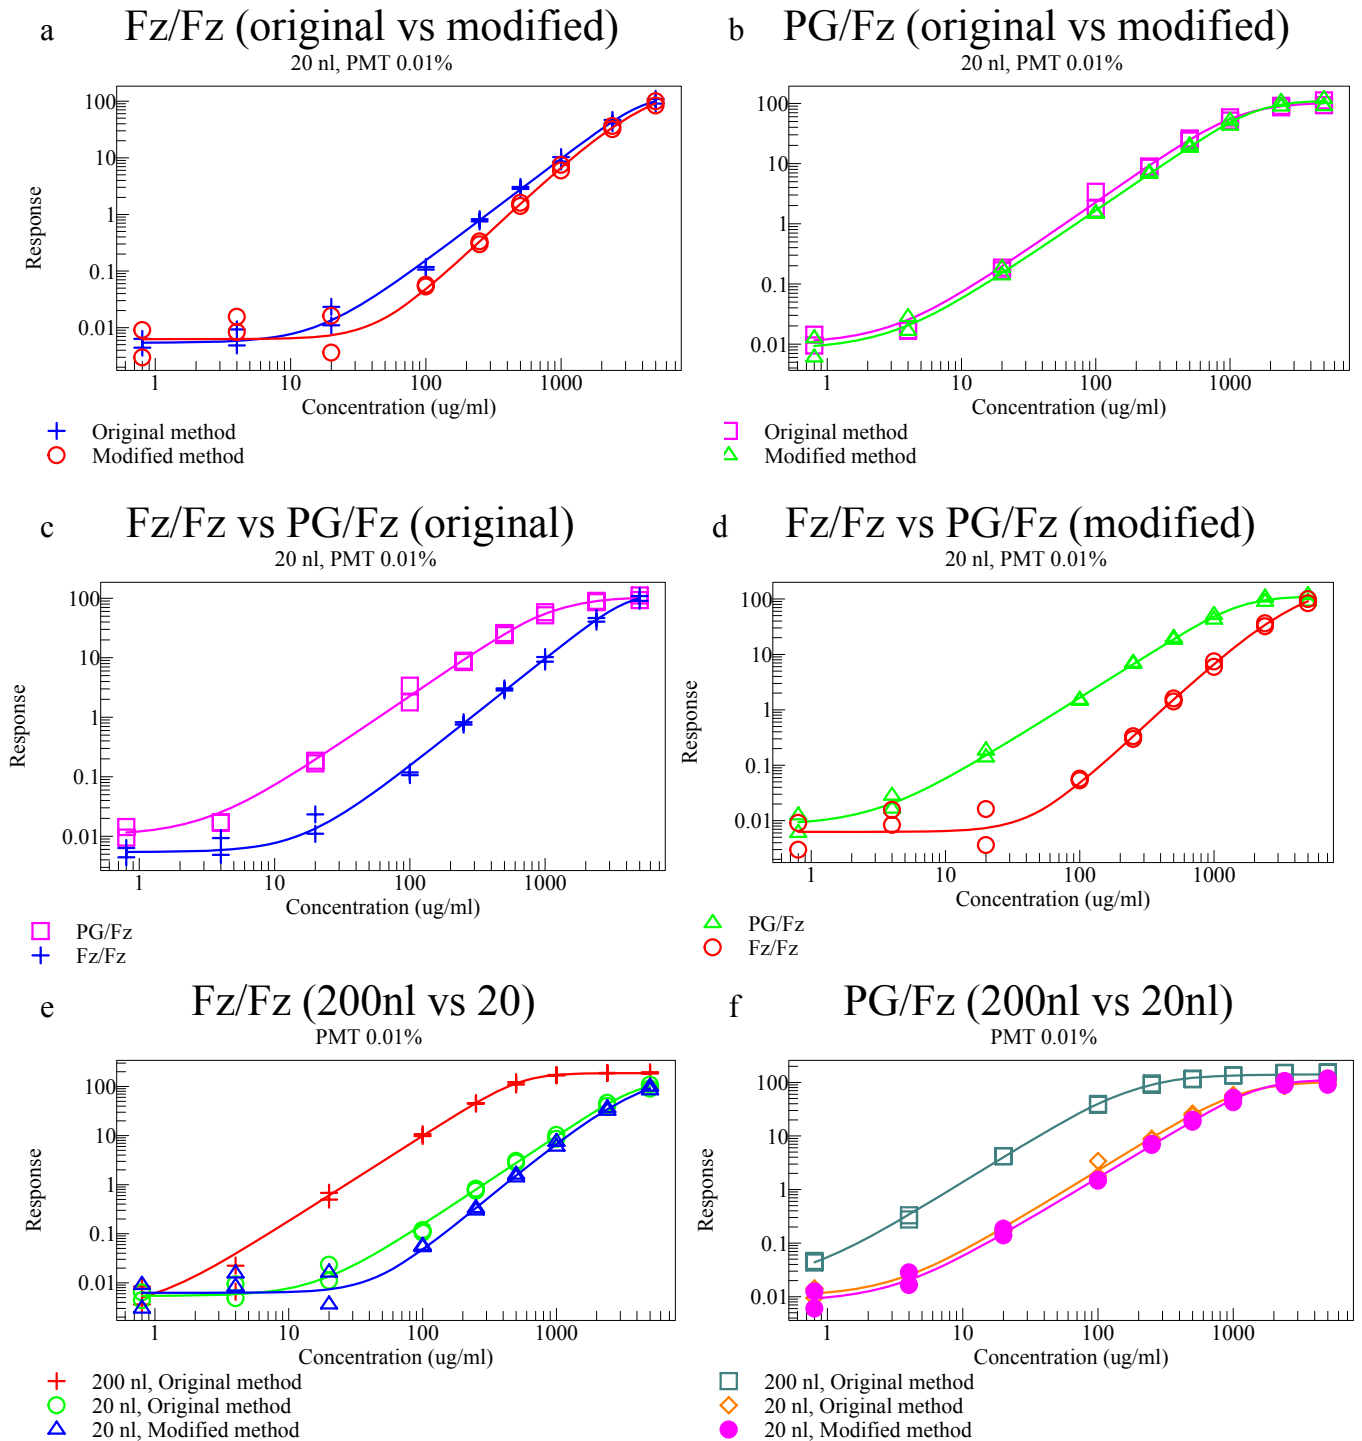 a Fz/Fz (original vs modified)
20 nl, PMT 0.01%
100
10
1
0.1
0.01
Response
1 10 100 1000
Concentration (ug/ml)
Original method
Modified method
b PG/Fz (original vs modified)
20 nl, PMT 0.01%
100
10
1
0.1
0.01
Response
1 10 100 1000
Concentration (ug/ml)
Original method
Modified method
c Fz/Fz vs PG/Fz (original)
20 nl, PMT 0.01%
100
10
1
0.1
0.01
Response
1 10 100 1000
Concentration (ug/ml)
PG/Fz
Fz/Fz
d Fz/Fz vs PG/Fz (modified)
20 nl, PMT 0.01%
100
10
1
0.1
0.01
Response
1 10 100 1000
Concentration (ug/ml)
PG/Fz
Fz/Fz
e Fz/Fz (200nl vs 20)
PMT 0.01%
100
10
1
0.1
0.01
Response
1 10 100 1000
Concentration (ug/ml)
200 nl, Original method
20 nl, Original method
20 nl, Modified method
f PG/Fz (200nl vs 20nl)
PMT 0.01%
100
10
1
0.1
0.01
Response
1 10 100 1000
Concentration (ug/ml)
200 nl, Original method
20 nl, Original method
20 nl, Modified method